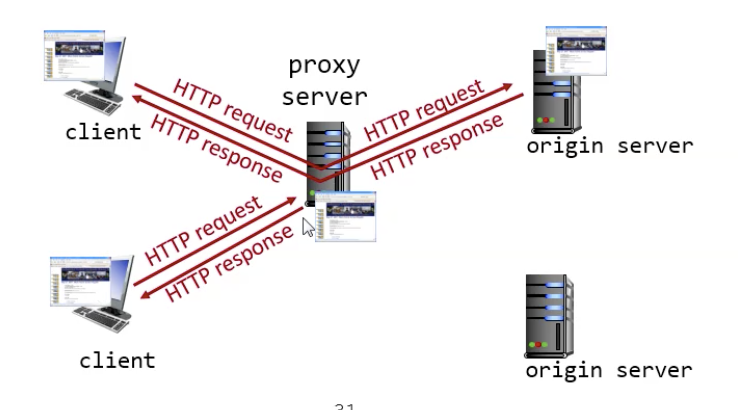 proxy
server
client
HTTP request
HTTP response
HTTP request
HTTP response
origin server
HTTP request
HTTP response
client
origin server